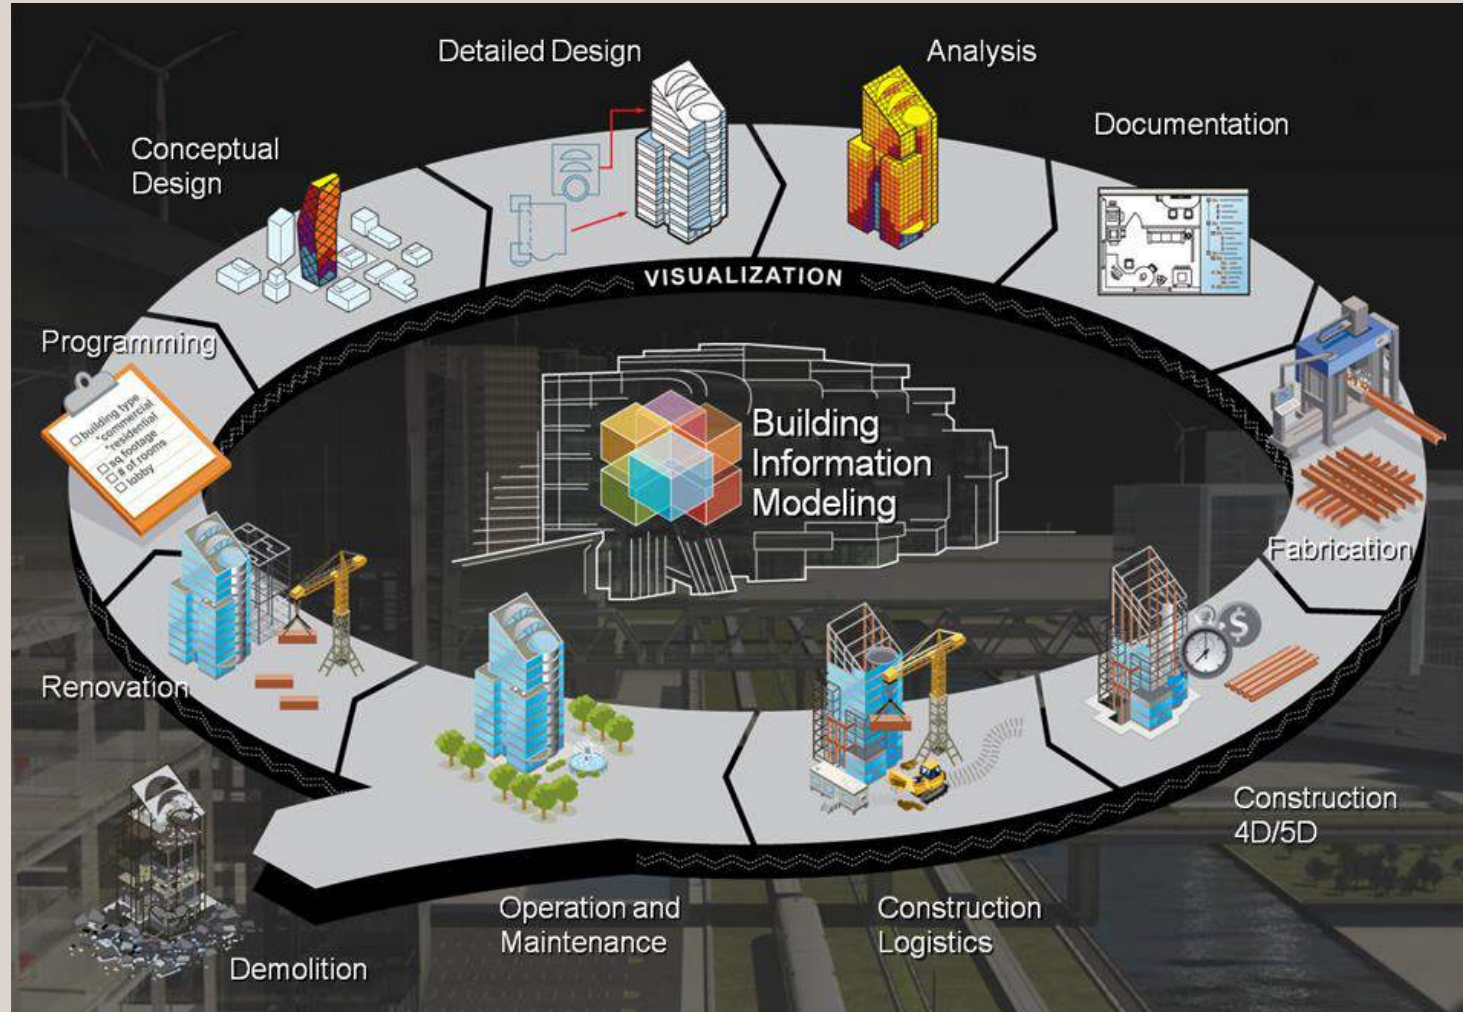 Detailed Design
Analysis
Documentation
Conceptual
Design
VISUALIZATION
Programming
building type
*commercial
*residential
sq footage
# of rooms
lobby
Building
Information
Modeling
Fabrication
$
Renovation
Construction
4D/5D
Operation and
Maintenance
Construction
Logistics
Demolition